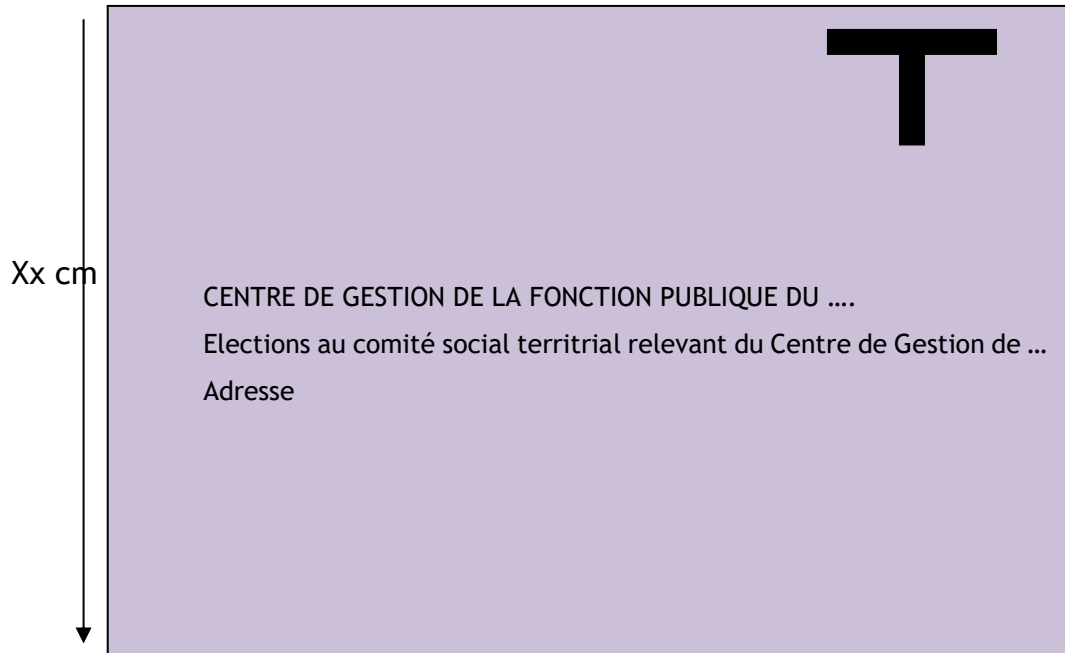 T
Xx cm
CENTRE DE GESTION DE LA FONCTION PUBLIQUE DU ….
Elections au comité social territrial relevant du Centre de Gestion de …
Adresse